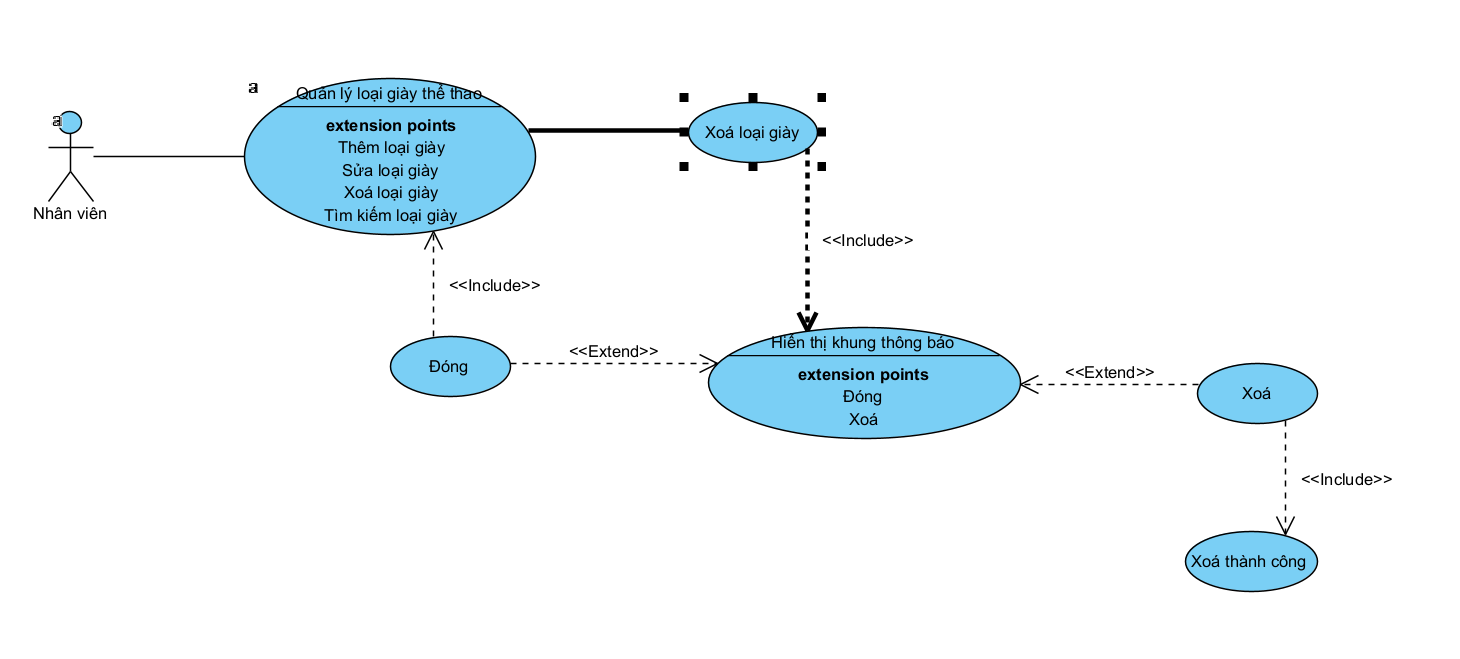 a
Quản lý loại giày thể thao
extension points
Thêm loại giày
Sửa loại giày
Xoá loại giày
Tìm kiếm loại giày
a
Nhân viên
Xoá loại giày
<<Include>>
<<Include>>
Đóng
<<Extend>>
Hiển thị khung thông báo
extension points
Đóng
Xoá
<<Extend>>
Xoá
<<Include>>
Xoá thành công